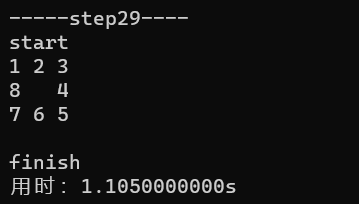 -----step29----
start
1 2 3
8   4
7 6 5

finish
用时：1.1050000000s